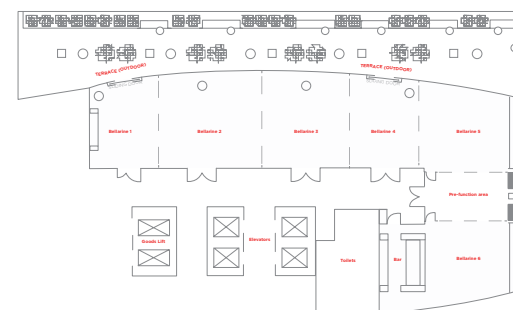 TERRACE (OUTDOOR)
TERRACE (OUTDOOR)
Bellarine 1
Bellarine 2
Bellarine 3
Bellarine 4
Bellarine 5
Pre-function area
Goods Lift
Elevators
Toilets
Bar
Bellarine 6